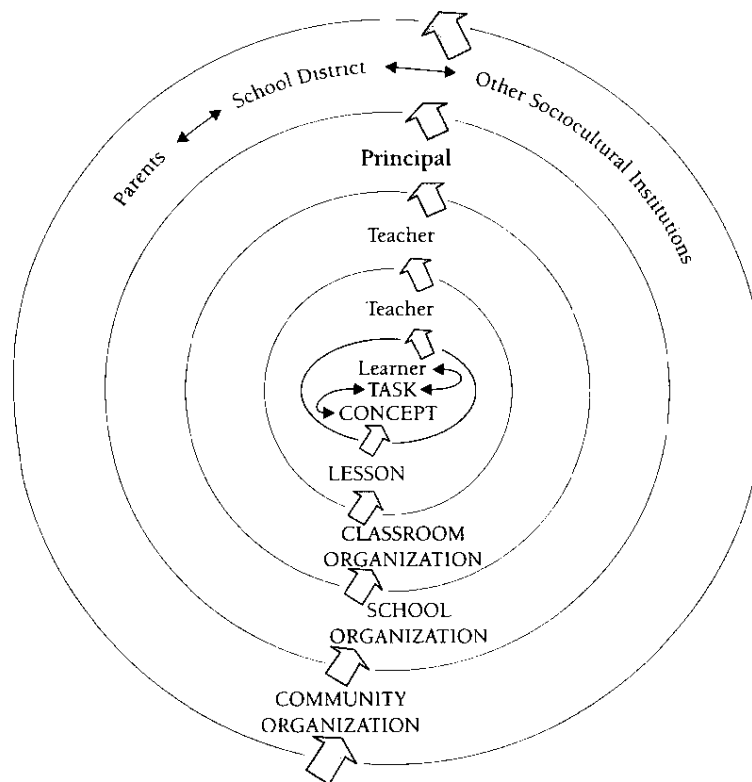 School District
Other Sociocultural Institutions
Parents
Principal
Teacher
Teacher
Learner
TASK
CONCEPT
LESSON
CLASSROOM
ORGANIZATION
SCHOOL
ORGANIZATION
COMMUNITY
ORGANIZATION